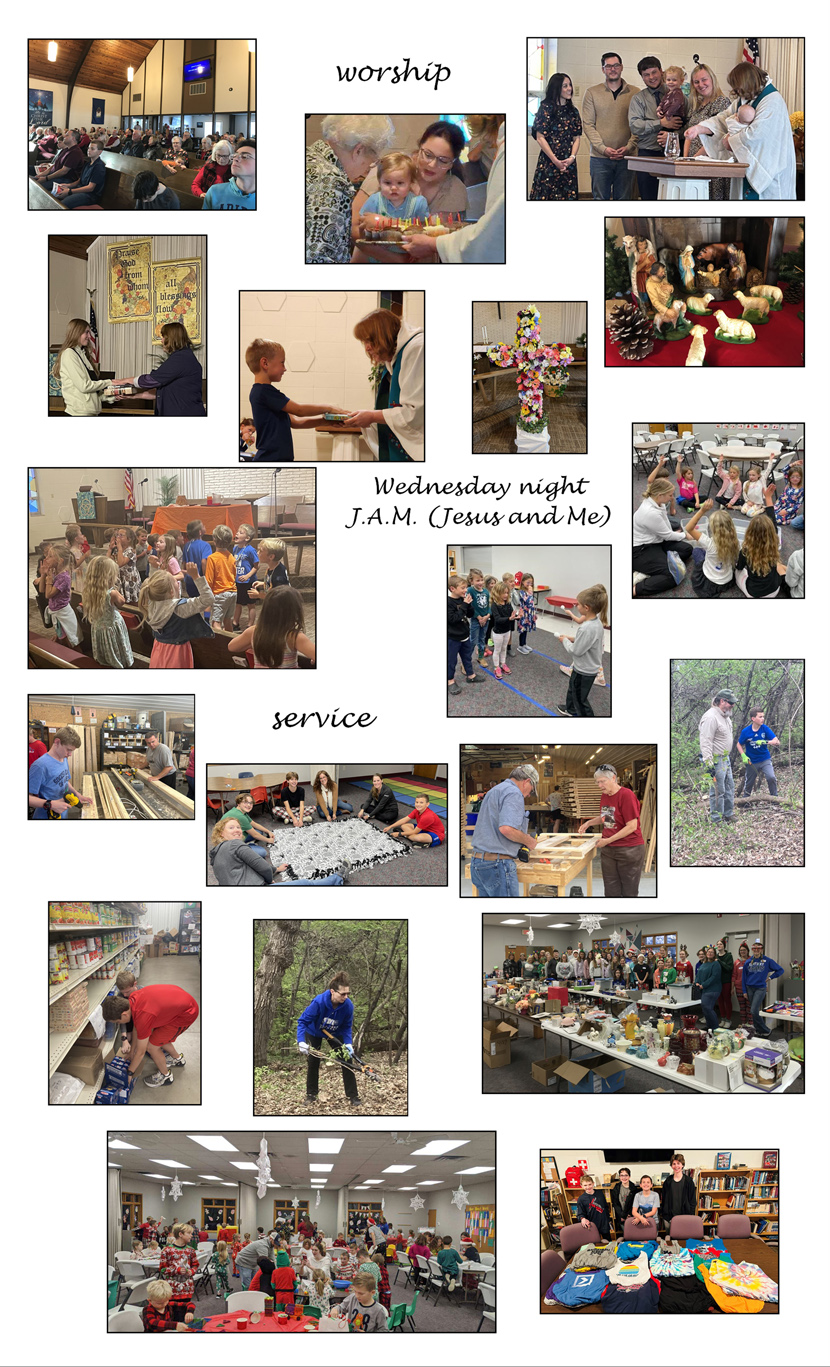 worship
Praise
God
from
whom
all
blessings
flow
Wednesday night
J.A.M. (Jesus and Me)
service